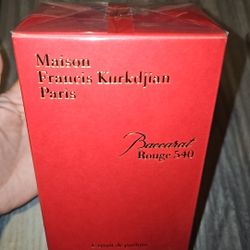 Maison
Francis Kurkdjian
Paris
Baccarat
Rouge 540
Extrait de parfum